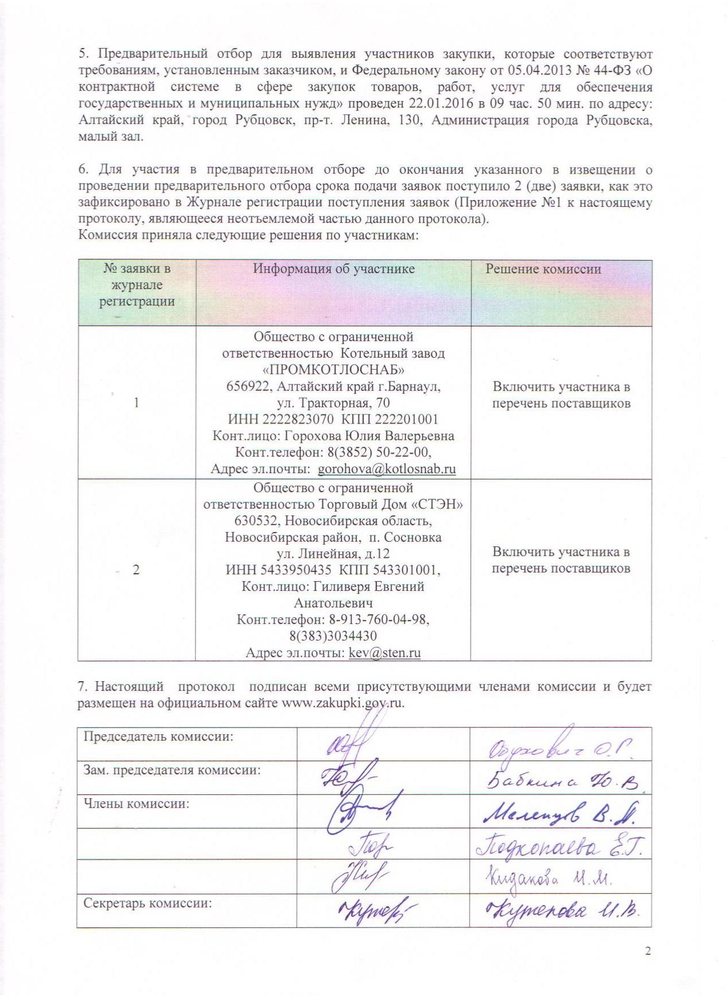 5. Предварительный отбор для выявления участников закупки, которые соответствуют
требованиям, установленным заказчиком, и Федеральному закону от 05.04.2013 № 44-ФЗ «О
контрактной системе в сфере закупок товаров, работ, услуг для обеспечения
государственных и муниципальных нужд» проведен 22.01.2016 в 09 час. 50 мин. по адресу:
Алтайский край, город Рубцовск, пр-т. Ленина, 130, Администрация города Рубцовска,
малый зал.
6. Для участия в предварительном отборе до окончания указанного в извещении о
проведении предварительного отбора срока подачи заявок поступило 2 (две) заявки, как это
зафиксировано в Журнале регистрации поступления заявок (Приложение №1 к настоящему
протоколу, являющееся неотъемлемой частью данного протокола).
Комиссия приняла следующие решения по участникам:
№ заявки в
журнале
регистрации
Информация об участнике
Решение комиссии
1
Общество с ограниченной
ответственностью Котельный завод
«ПРОМКОТЛОСНАБ»
656922, Алтайский край г.Барнаул,
ул. Тракторная, 70
ИНН 2222823070 КПП 222201001
Конт.лицо: Горохова Юлия Валерьевна
Конт.телефон: 8(3852) 50-22-00,
Адрес эл.почты: gorohova@kotlosnab.ru
Включить участника в
перечень поставщиков
2
Общество с ограниченной
ответственностью Торговый Дом «СТЭН»
630532, Новосибирская область,
Новосибирская район, п. Сосновка
ул. Линейная, д.12
ИНН 5433950435 КПП 543301001,
Конт.лицо: Гиливеря Евгений
Анатольевич
Конт.телефон: 8-913-760-04-98,
8(383)3034430
Адрес эл.почты: kev@sten.ru
Включить участника в
перечень поставщиков
7. Настоящий протокол подписан всеми присутствующими членами комиссии и будет
размещен на официальном сайте www.zakupki.gov.ru.
Председатель комиссии:
Обухович О.Г.
Зам. председателя комиссии:
Бабкина Ю.В.
Члены комиссии:
В.П.
Подкопаева Е.Г.
Кидакова И.М.
Секретарь комиссии:
Кутепова И.В.
2